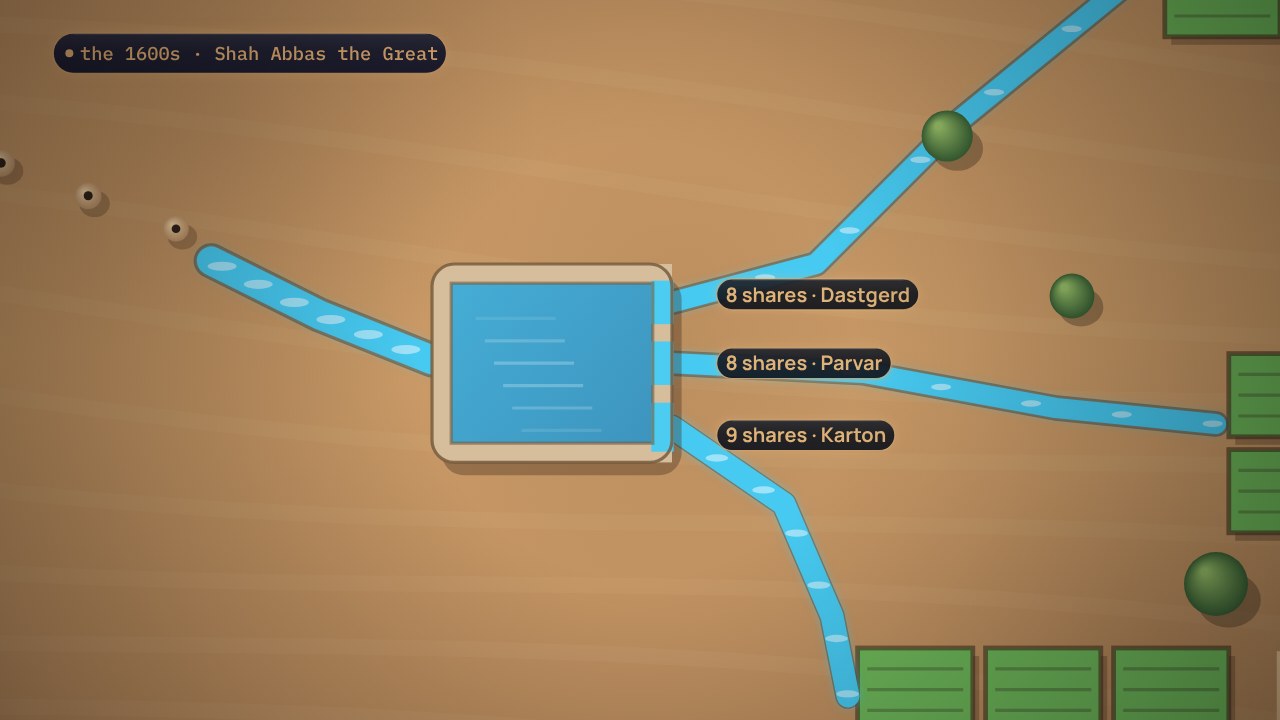 the 1600s · Shah Abbas the Great
8 shares · Dastgerd
8 shares · Parvar
9 shares · Karton